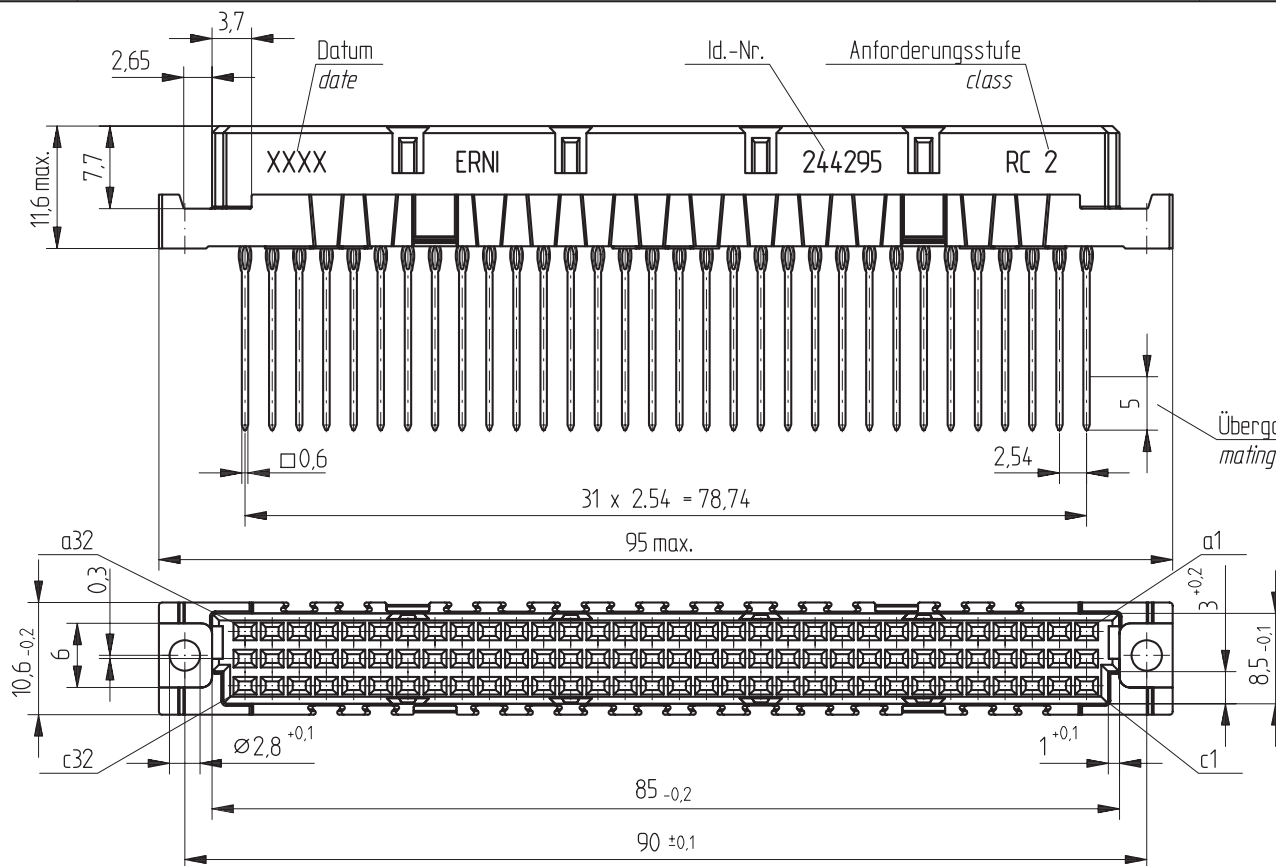 3,7
Datum
date
Id.-Nr.
Anforderungsstufe
class
2,65
11,6 max.
7,7
XXXX
ERNI
244295
RC 2
5
□0,6
2,54
31 x 2.54 = 78,74
95 max.
mating
a32
a1
0,3
3 +0,2
10,6 -0,2
6
8,5 -0,1
c32
⌀2,8 +0,1
1 +0,1
c1
85 -0,2
90 ±0,1